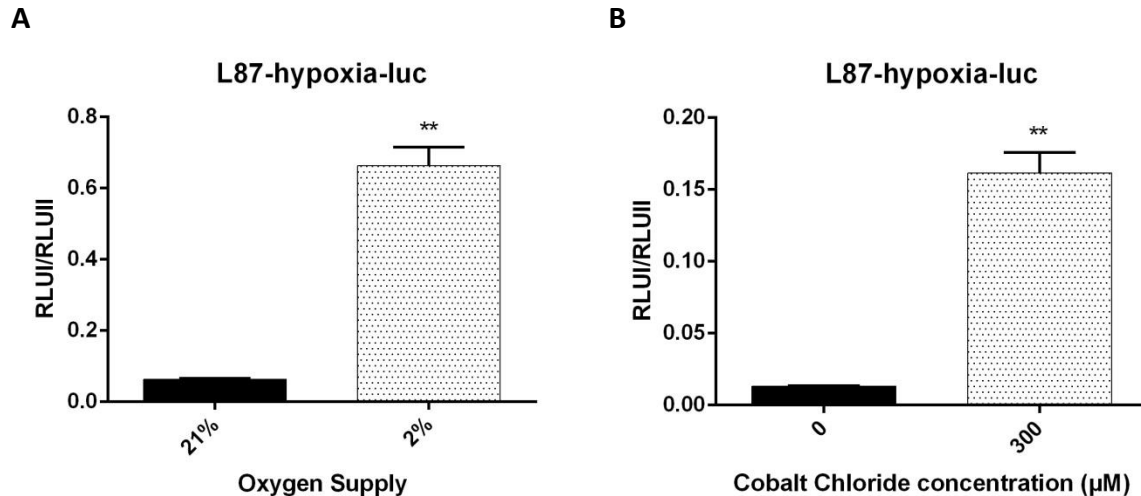 A
L87-hypoxia-luc
RLUI/RLUII
0.8
0.6
0.4
0.2
0.0
**
21%
2%
Oxygen Supply
B
L87-hypoxia-luc
RLUI/RLUII
0.20
0.15
0.10
0.05
0.00
**
0
300
Cobalt Chloride concentration (µM)